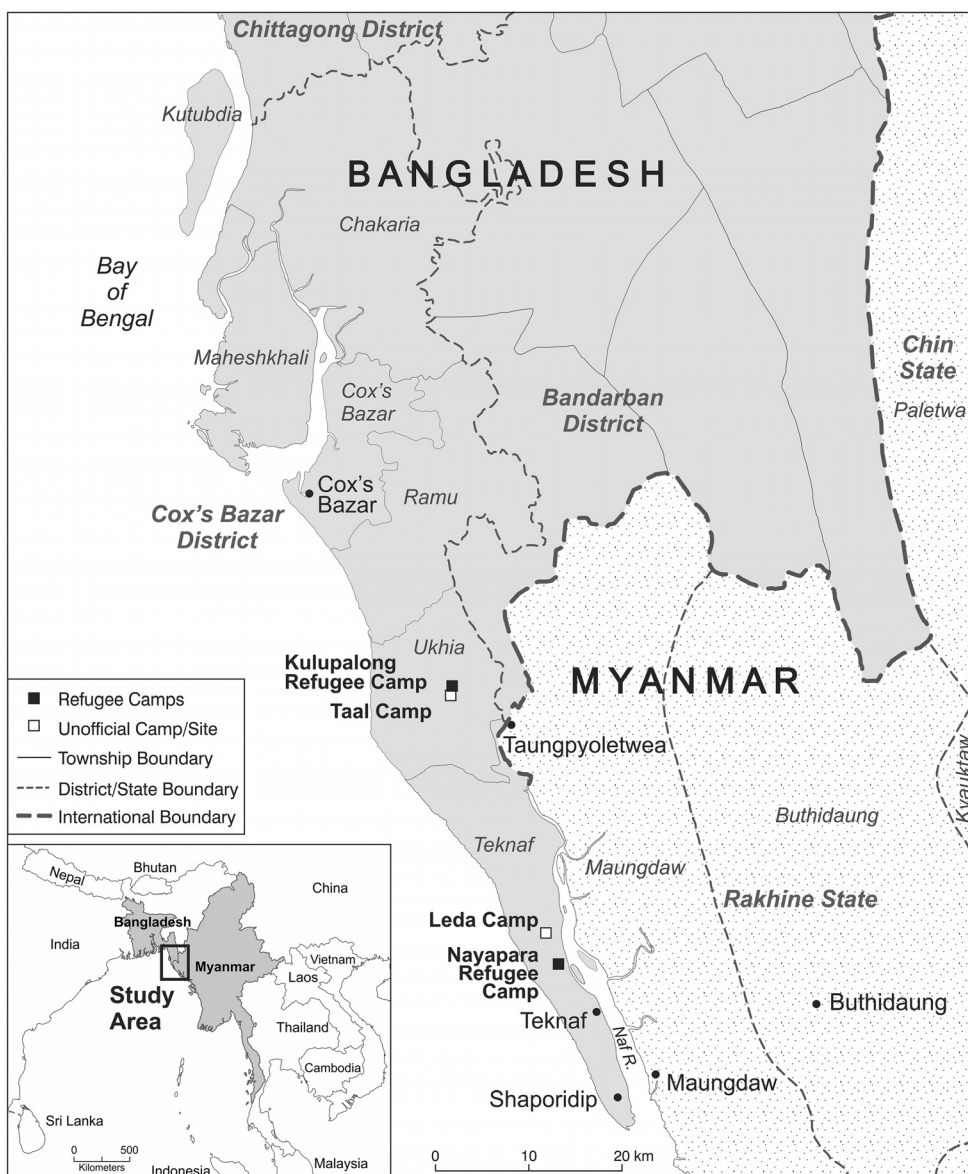 Chittagong District
Kutubdia
BANGLADESH
Chakaria
Bay
of
Bengal
Maheshkhali
Cox's
Bazar
Chin
State
Paletwa
Bandarban
District
Cox's
Bazar
Ramu
Cox's Bazar
District
Ukhia
Kulupalong
Refugee Camp
Taal Camp
MYANMAR
Taungpyoletwea
Refugee Camps
Unofficial Camp/Site
Township Boundary
District/State Boundary
International Boundary
Kyauktaw
Buthidaung
Teknaf
Maungdaw
Rakhine State
Leda Camp
Nayapara
Refugee
Camp
Teknaf
Naf R.
Buthidaung
Maungdaw
Shaporidip
0 10 20 km
Nepal
Bhutan
China
Bangladesh
India
Myanmar
Vietnam
Laos
Study
Area
Thailand
Cambodia
Sri Lanka
0 500
Kilometers
Indonesia
Malaysia